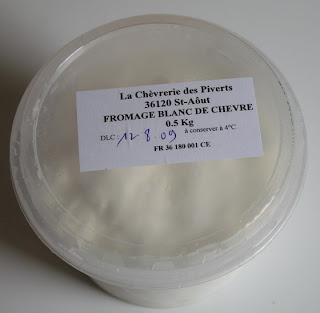 La Chèvrerie des Piverts
36120 St-Aôut
FROMAGE BLANC DE CHEVRE
0.5 Kg
DLC : 12 8.09 à conserver à 4°C
FR 36 180 001 CE